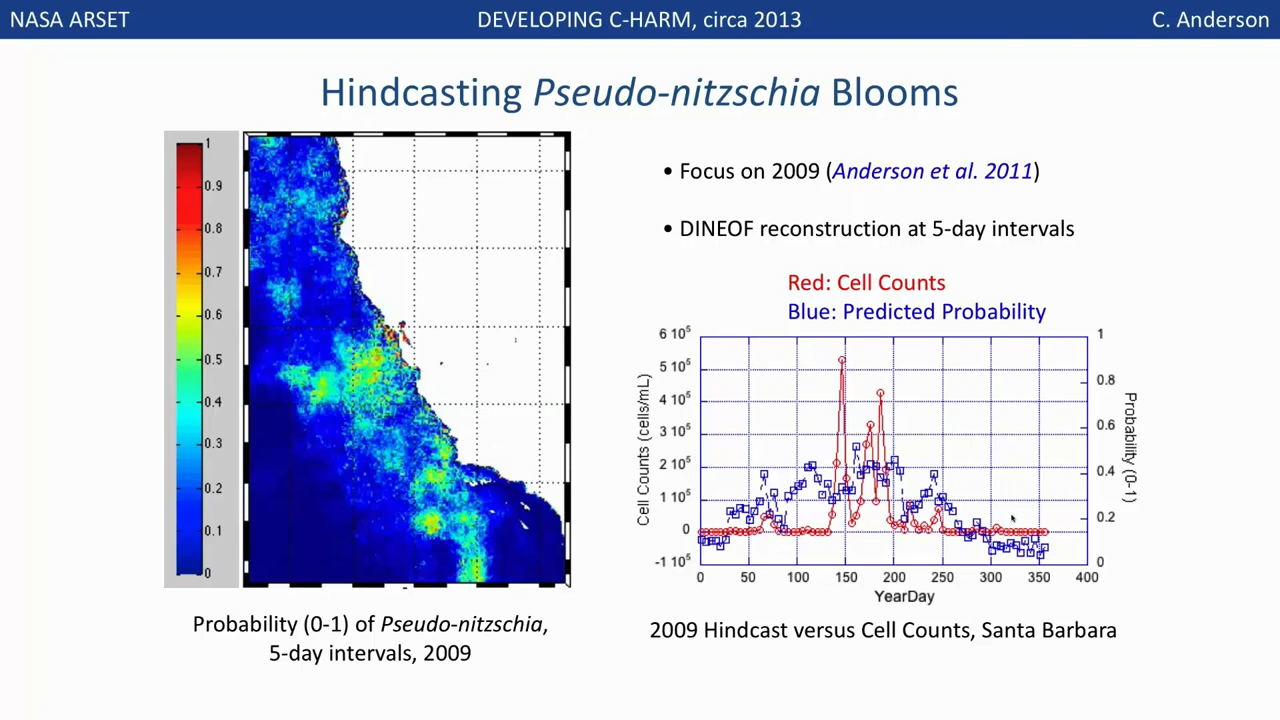 NASA ARSET
DEVELOPING C-HARM, circa 2013
C. Anderson
Hindcasting Pseudo-nitzschia Blooms
1
0.9
0.8
0.7
0.6
0.5
0.4
0.3
0.2
0.1
0
Probability (0-1) of Pseudo-nitzschia,
5-day intervals, 2009
• Focus on 2009 (Anderson et al. 2011)
• DINEOF reconstruction at 5-day intervals
Red: Cell Counts
Blue: Predicted Probability
Cell Counts (cells/mL)
6 10⁵
5 10⁵
4 10⁵
3 10⁵
2 10⁵
1 10⁵
0
-1 10⁵
1
0.8
0.6
0.4
0.2
0
Probability (0-1)
0 50 100 150 200 250 300 350 400
YearDay
2009 Hindcast versus Cell Counts, Santa Barbara